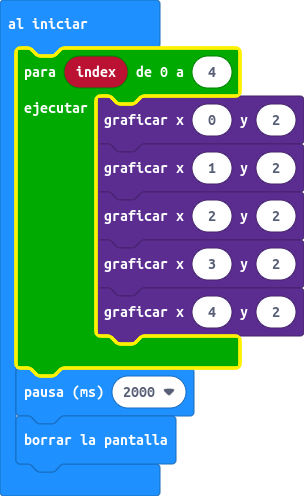 al iniciar
para index de 0 a 4
ejecutar
graficar x 0 y 2
graficar x 1 y 2
graficar x 2 y 2
graficar x 3 y 2
graficar x 4 y 2
pausa (ms) 2000
borrar la pantalla